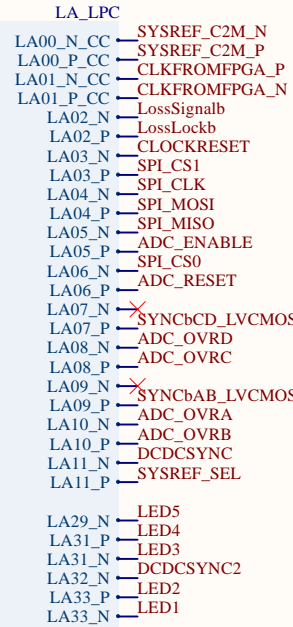 LA_LPC
LA00_N_CC SYSREF_C2M_N
LA00_P_CC SYSREF_C2M_P
LA01_N_CC CLKFROMFPGA_P
LA01_P_CC CLKFROMFPGA_N
LA02_N LossSignalb
LA02_P LossLockb
LA03_N CLOCKRESET
LA03_P SPI_CS1
LA04_N SPI_CLK
LA04_P SPI_MOSI
LA05_N SPI_MISO
LA05_P ADC_ENABLE
LA06_N SPI_CS0
LA06_P ADC_RESET
LA07_N
LA07_P SYNCbCD_LVCMOS
LA08_N ADC_OVRD
LA08_P ADC_OVRC
LA09_N
LA09_P SYNCbAB_LVCMOS
LA10_N ADC_OVRA
LA10_P ADC_OVRB
LA11_N DCDCSYNC
LA11_P SYSREF_SEL
LA29_N LED5
LA31_P LED4
LA31_N LED3
LA32_N DCDCSYNC2
LA33_P LED2
LA33_N LED1